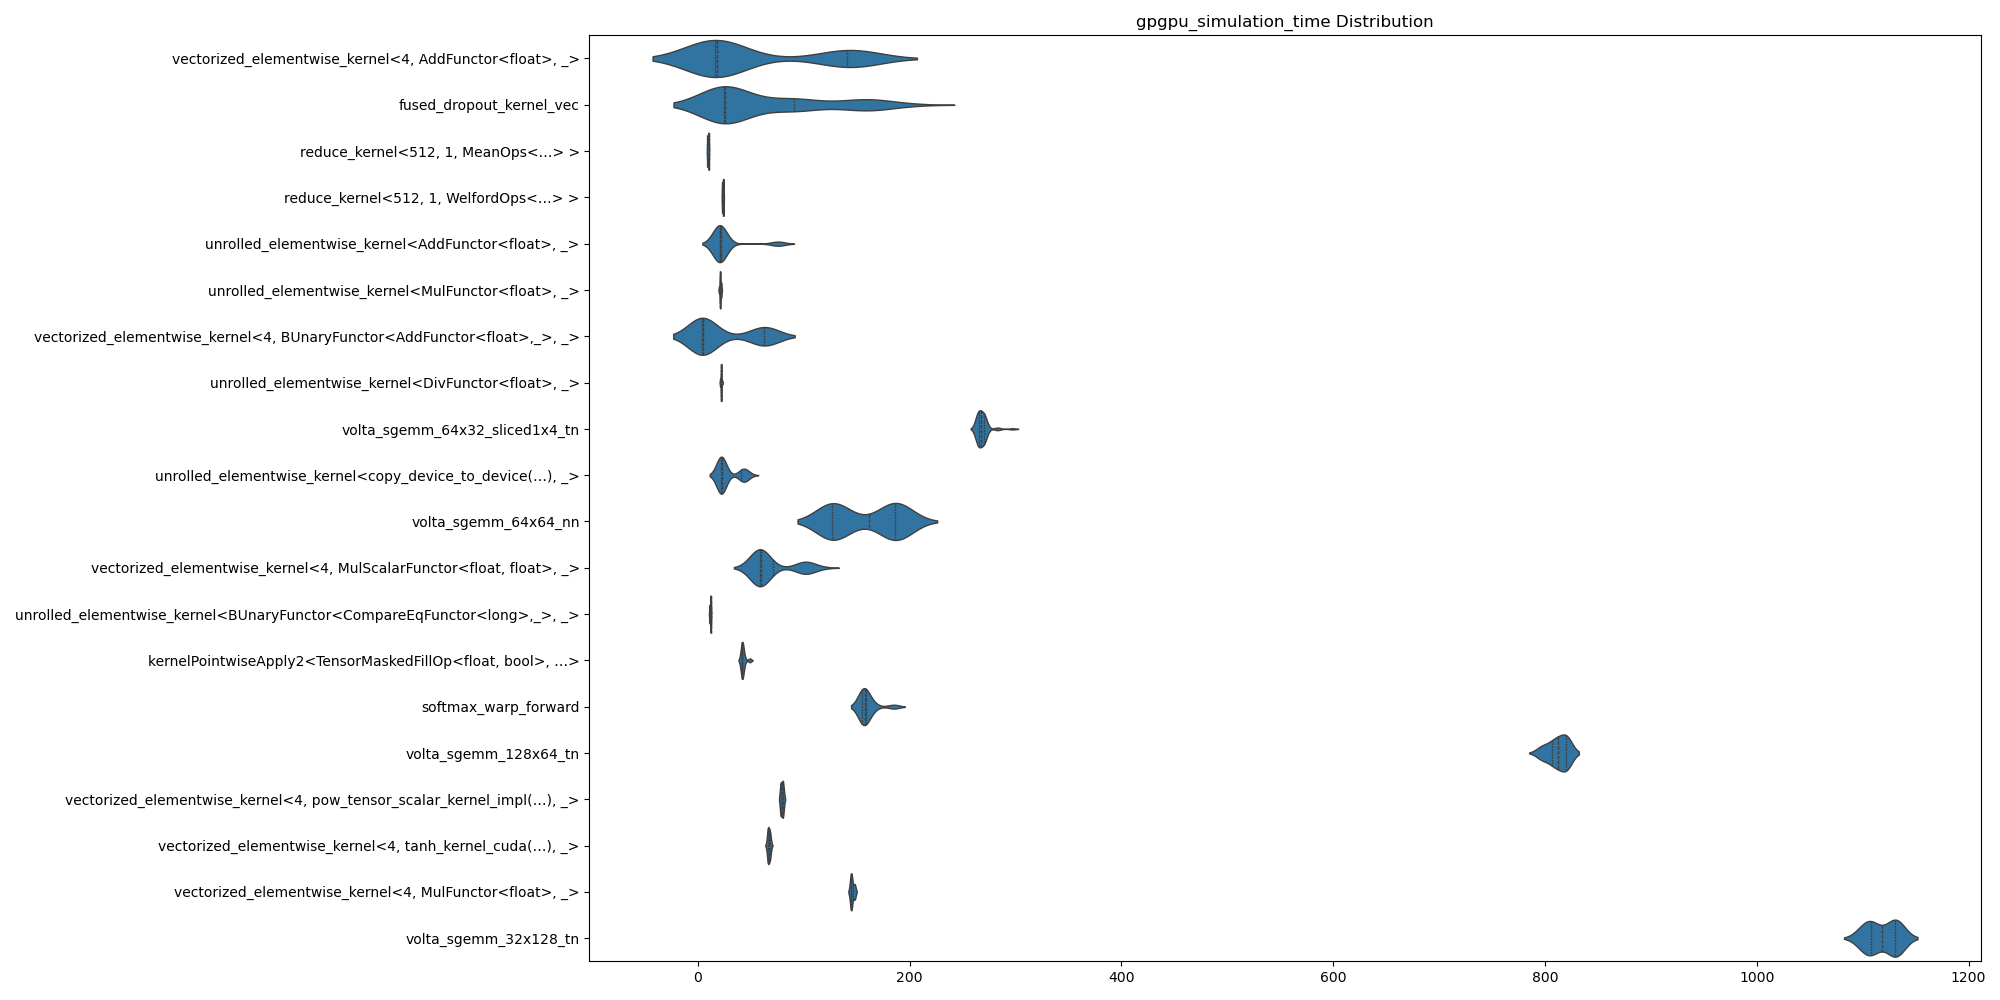 gpgpu_simulation_time Distribution
vectorized_elementwise_kernel<4, AddFunctor<float>, _>
fused_dropout_kernel_vec
reduce_kernel<512, 1, MeanOps<...> >
reduce_kernel<512, 1, WelfordOps<...> >
unrolled_elementwise_kernel<AddFunctor<float>, _>
unrolled_elementwise_kernel<MulFunctor<float>, _>
vectorized_elementwise_kernel<4, BUnaryFunctor<AddFunctor<float>,_>, _>
unrolled_elementwise_kernel<DivFunctor<float>, _>
volta_sgemm_64x32_sliced1x4_tn
unrolled_elementwise_kernel<copy_device_to_device(...), _>
volta_sgemm_64x64_nn
vectorized_elementwise_kernel<4, MulScalarFunctor<float, float>, _>
unrolled_elementwise_kernel<BUnaryFunctor<CompareEqFunctor<long>,_>, _>
kernelPointwiseApply2<TensorMaskedFillOp<float, bool>, ...>
softmax_warp_forward
volta_sgemm_128x64_tn
vectorized_elementwise_kernel<4, pow_tensor_scalar_kernel_impl(...), _>
vectorized_elementwise_kernel<4, tanh_kernel_cuda(...), _>
vectorized_elementwise_kernel<4, MulFunctor<float>, _>
volta_sgemm_32x128_tn
0 200 400 600 800 1000 1200